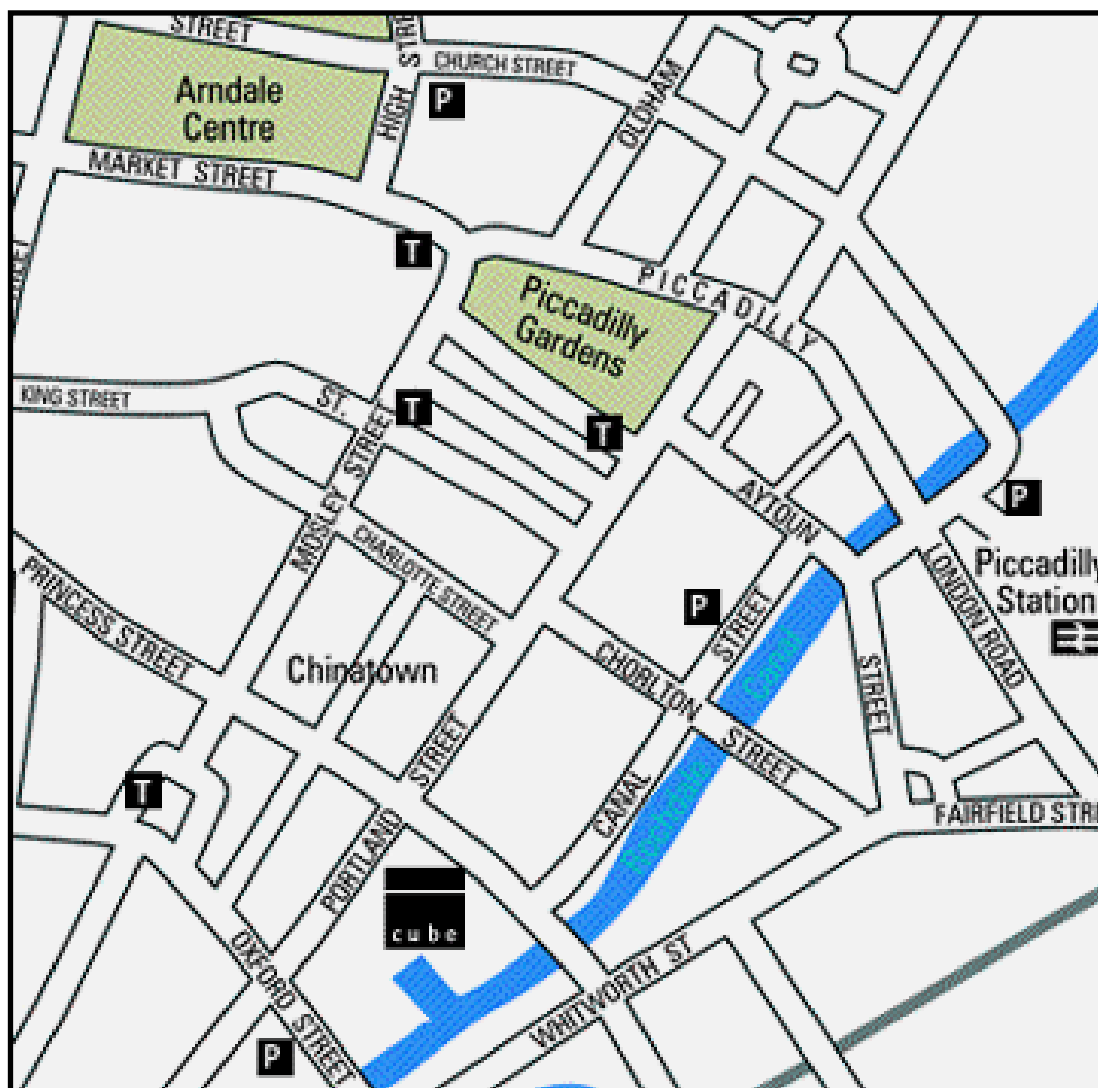 STREET
CHURCH STREET
Arndale
Centre
HIGH
P
OLDHAM
MARKET STREET
T
PICCADILLY
Piccadilly
Gardens
KING STREET
ST.
T
T
MOSLEY STREET
AYTOUN
P
CHARLOTTE STREET
LONDON ROAD
Piccadilly
Station
PRINCESS STREET
P
STREET
Chinatown
CHORLTON
STREET
STREET
Rochdale Canal
STREET
CANAL
T
PORTLAND
FAIRFIELD STRE
cube
OXFORD STREET
WHITWORTH ST
P